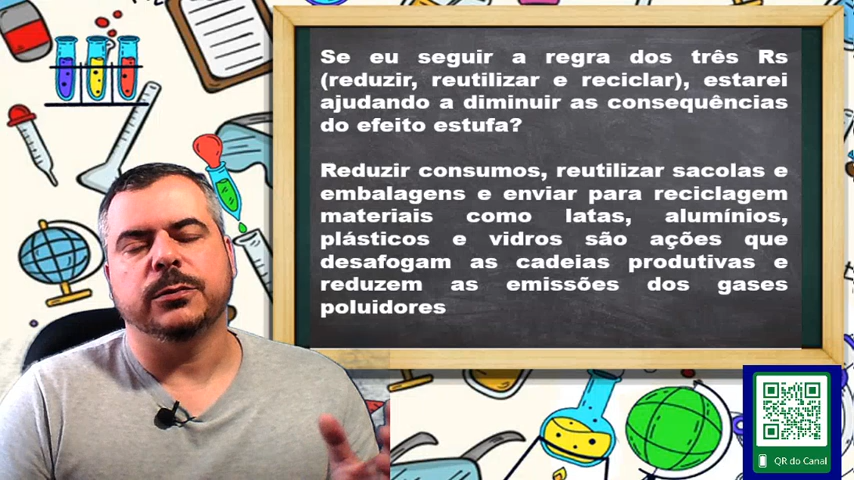 Se eu seguir a regra dos três Rs
(reduzir, reutilizar e reciclar), estarei
ajudando a diminuir as consequências
do efeito estufa?
Reduzir consumos, reutilizar sacolas e
embalagens e enviar para reciclagem
materiais como latas, alumínios,
plásticos e vidros são ações que
desafogam as cadeias produtivas e
reduzem as emissões dos gases
poluidores
QR do Canal